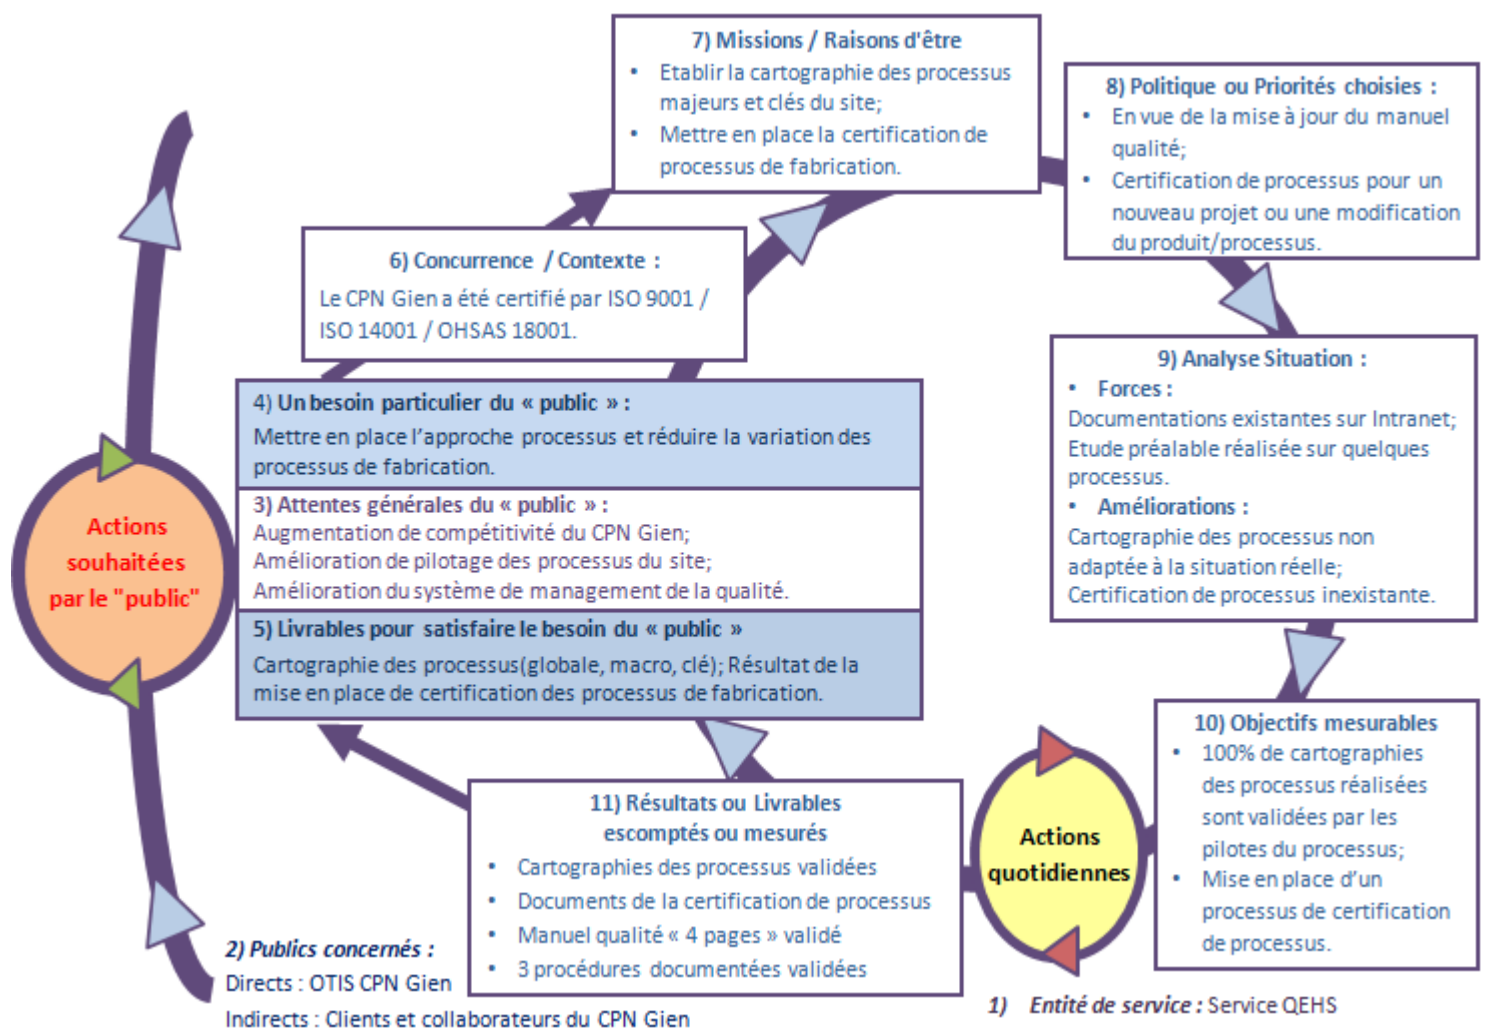 7) Missions / Raisons d'être
• Etablir la cartographie des processus
majeurs et clés du site;
• Mettre en place la certification de
processus de fabrication.
8) Politique ou Priorités choisies :
• En vue de la mise à jour du manuel
qualité;
• Certification de processus pour un
nouveau projet ou une modification
du produit/processus.
6) Concurrence / Contexte :
Le CPN Gien a été certifié par ISO 9001 /
ISO 14001 / OHSAS 18001.
9) Analyse Situation :
• Forces :
Documentations existantes sur Intranet;
Etude préalable réalisée sur quelques
processus.
• Améliorations :
Cartographie des processus non
adaptée à la situation réelle;
Certification de processus inexistante.
4) Un besoin particulier du « public » :
Mettre en place l'approche processus et réduire la variation des
processus de fabrication.
3) Attentes générales du « public » :
Augmentation de compétitivité du CPN Gien;
Amélioration de pilotage des processus du site;
Amélioration du système de management de la qualité.
5) Livrables pour satisfaire le besoin du « public »
Cartographie des processus(globale, macro, clé); Résultat de la
mise en place de certification des processus de fabrication.
Actions
souhaitées
par le "public"
10) Objectifs mesurables
• 100% de cartographies
des processus réalisées
sont validées par les
pilotes du processus;
• Mise en place d'un
processus de certification
de processus.
Actions
quotidiennes
11) Résultats ou Livrables
escomptés ou mesurés
• Cartographies des processus validées
• Documents de la certification de processus
• Manuel qualité « 4 pages » validé
• 3 procédures documentées validées
2) Publics concernés :
Directs : OTIS CPN Gien
Indirects : Clients et collaborateurs du CPN Gien
1) Entité de service : Service QEHS